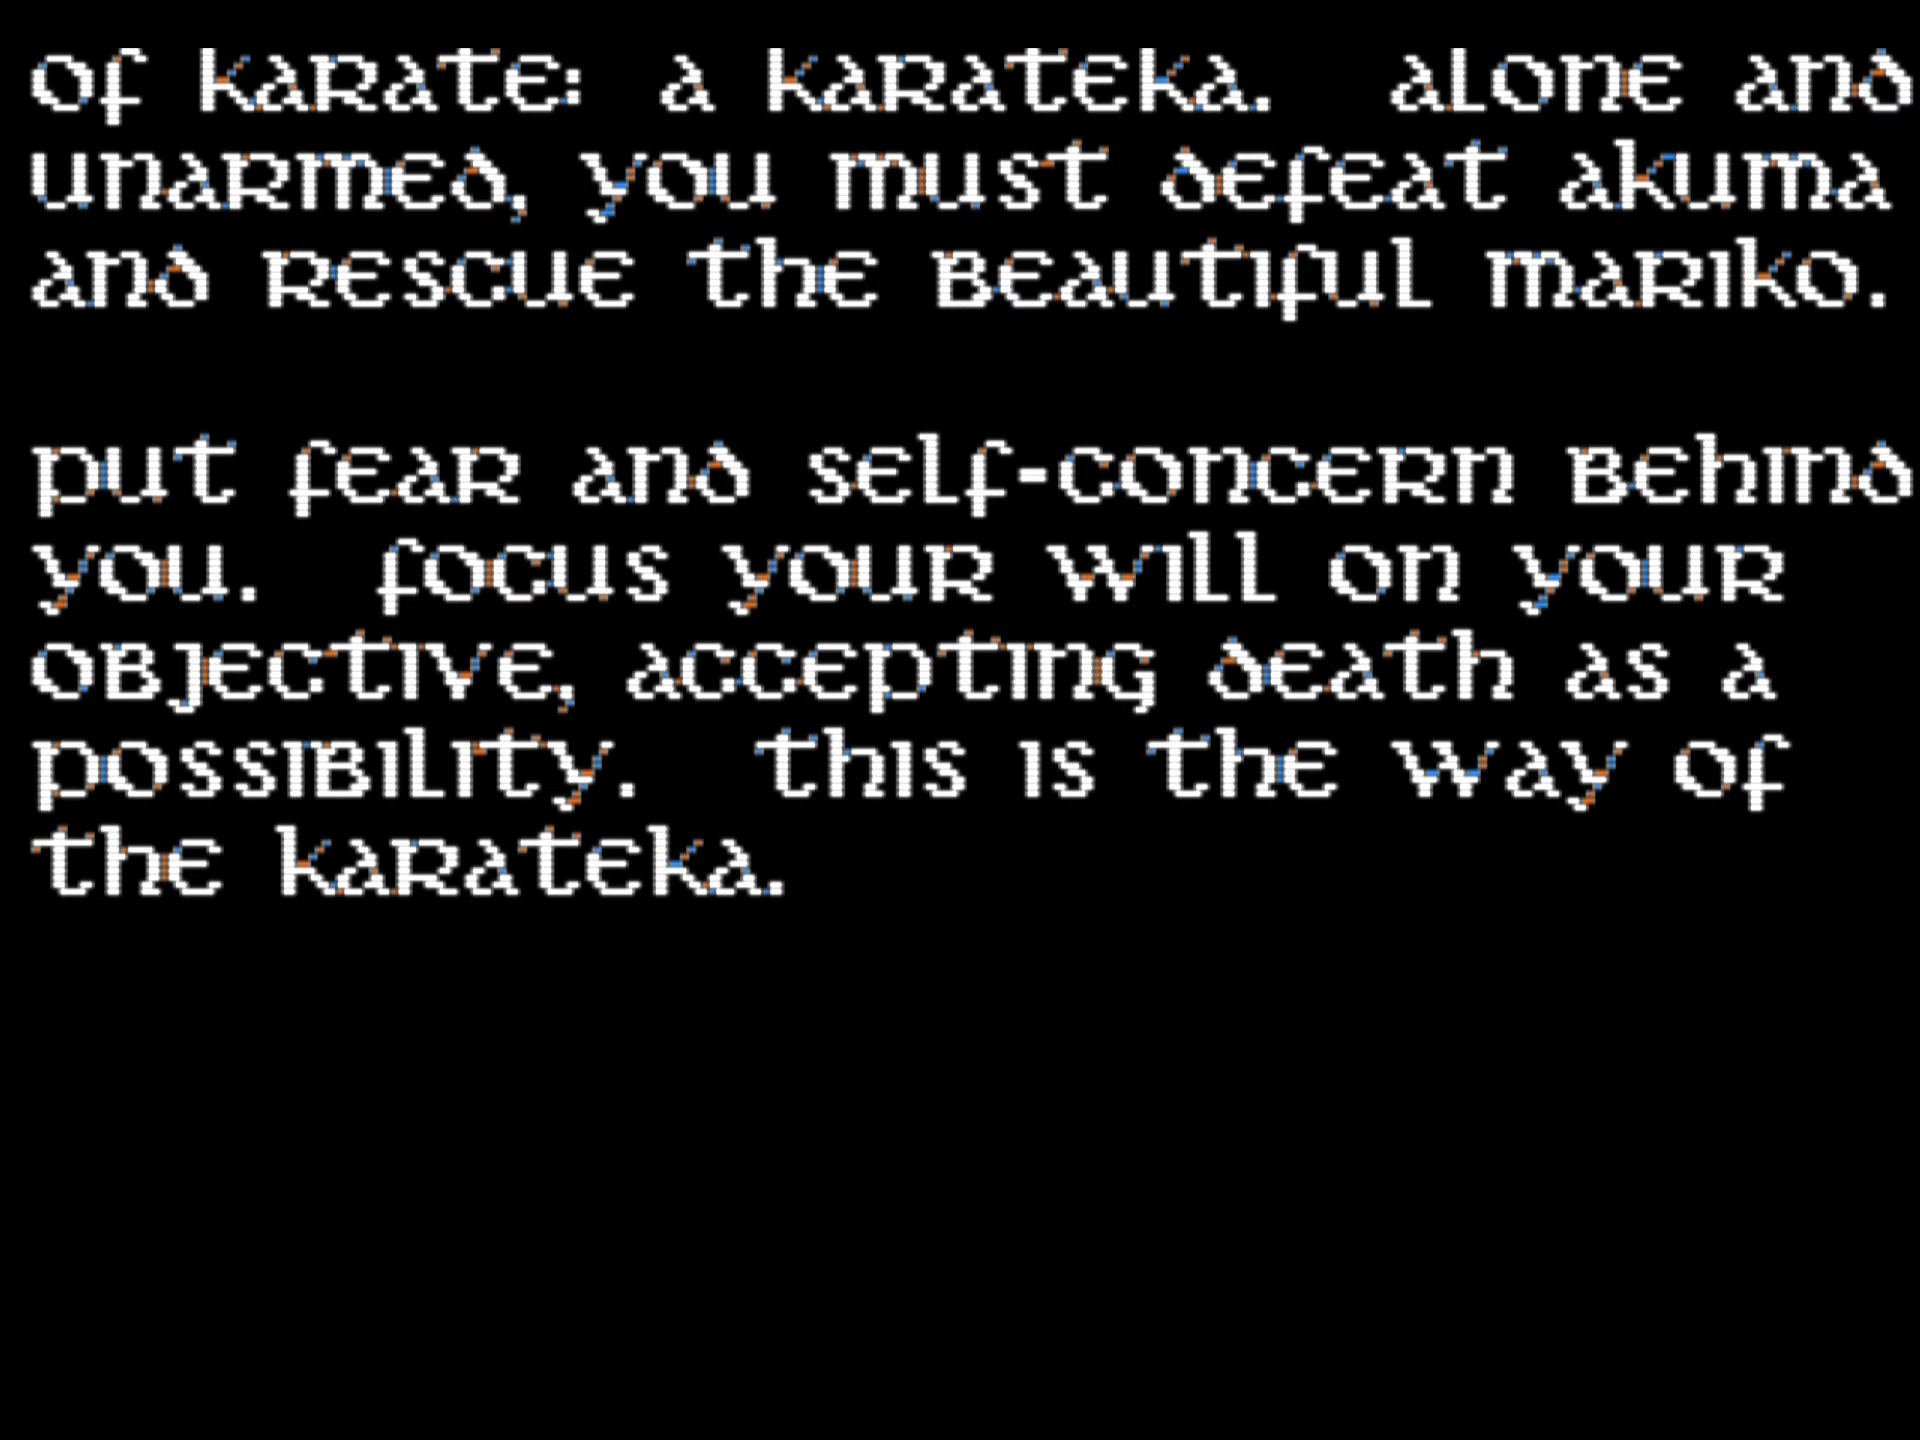 of karate: a karateka. alone and
unarmed, you must defeat akuma
and rescue the beautiful mariko.
put fear and self-concern behind
you. focus your will on your
objective, accepting death as a
possibility. this is the way of
the karateka.